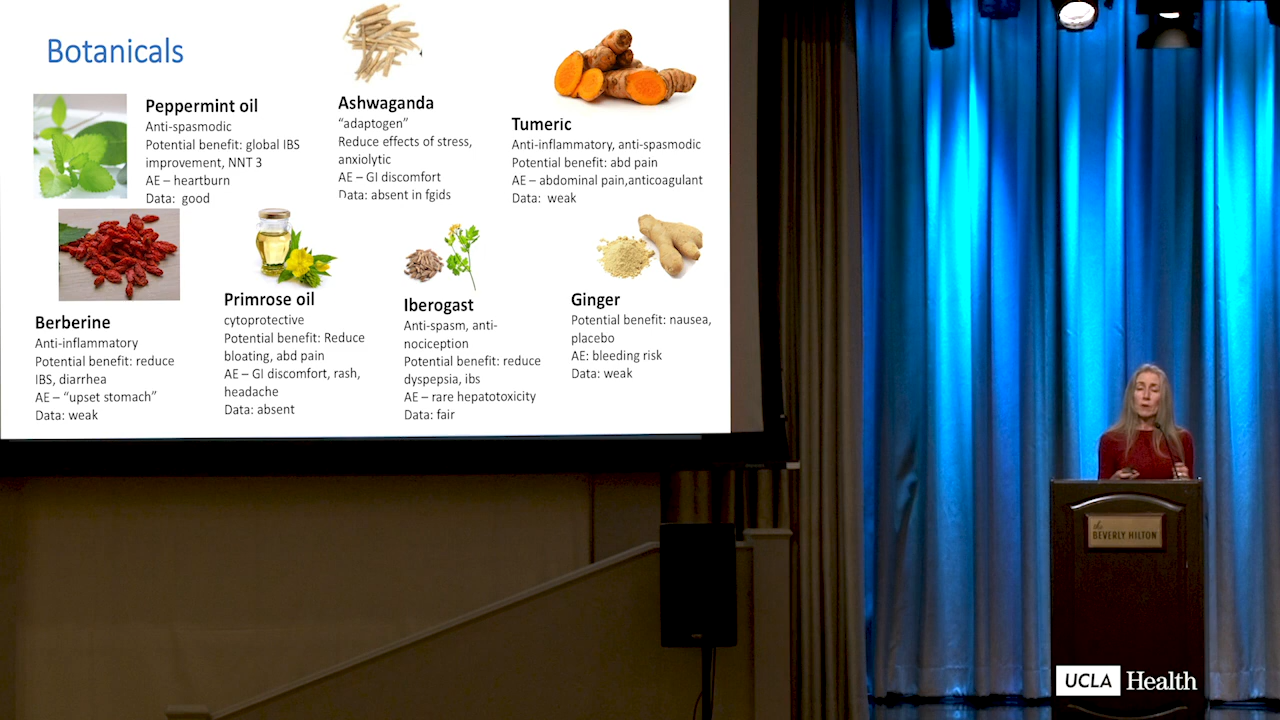 Botanicals
Peppermint oil
Anti-spasmodic
Potential benefit: global IBS
improvement, NNT 3
AE – heartburn
Data: good
Ashwaganda
“adaptogen”
Reduce effects of stress,
anxiolytic
AE – GI discomfort
Data: absent in fgids
Tumeric
Anti-inflammatory, anti-spasmodic
Potential benefit: abd pain
AE – abdominal pain,anticoagulant
Data: weak
Berberine
Anti-inflammatory
Potential benefit: reduce
IBS, diarrhea
AE – “upset stomach”
Data: weak
Primrose oil
cytoprotective
Potential benefit: Reduce
bloating, abd pain
AE – GI discomfort, rash,
headache
Data: absent
Iberogast
Anti-spasm, anti-
nociception
Potential benefit: reduce
dyspepsia, ibs
AE – rare hepatotoxicity
Data: fair
Ginger
Potential benefit: nausea,
placebo
AE: bleeding risk
Data: weak
the
BEVERLY HILTON
UCLA Health